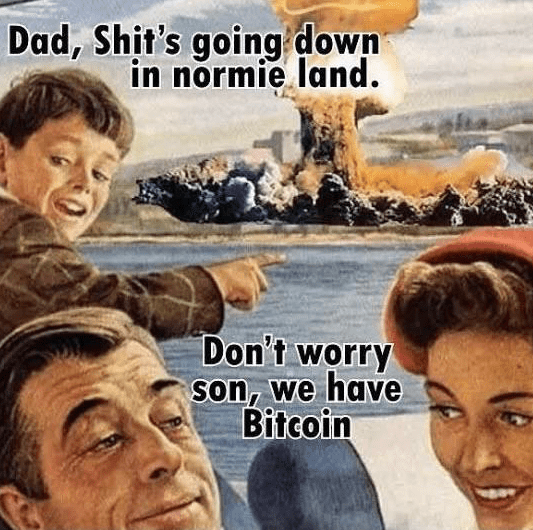 Dad, Shit's going down
in normie land.
Don't worry
son, we have
Bitcoin